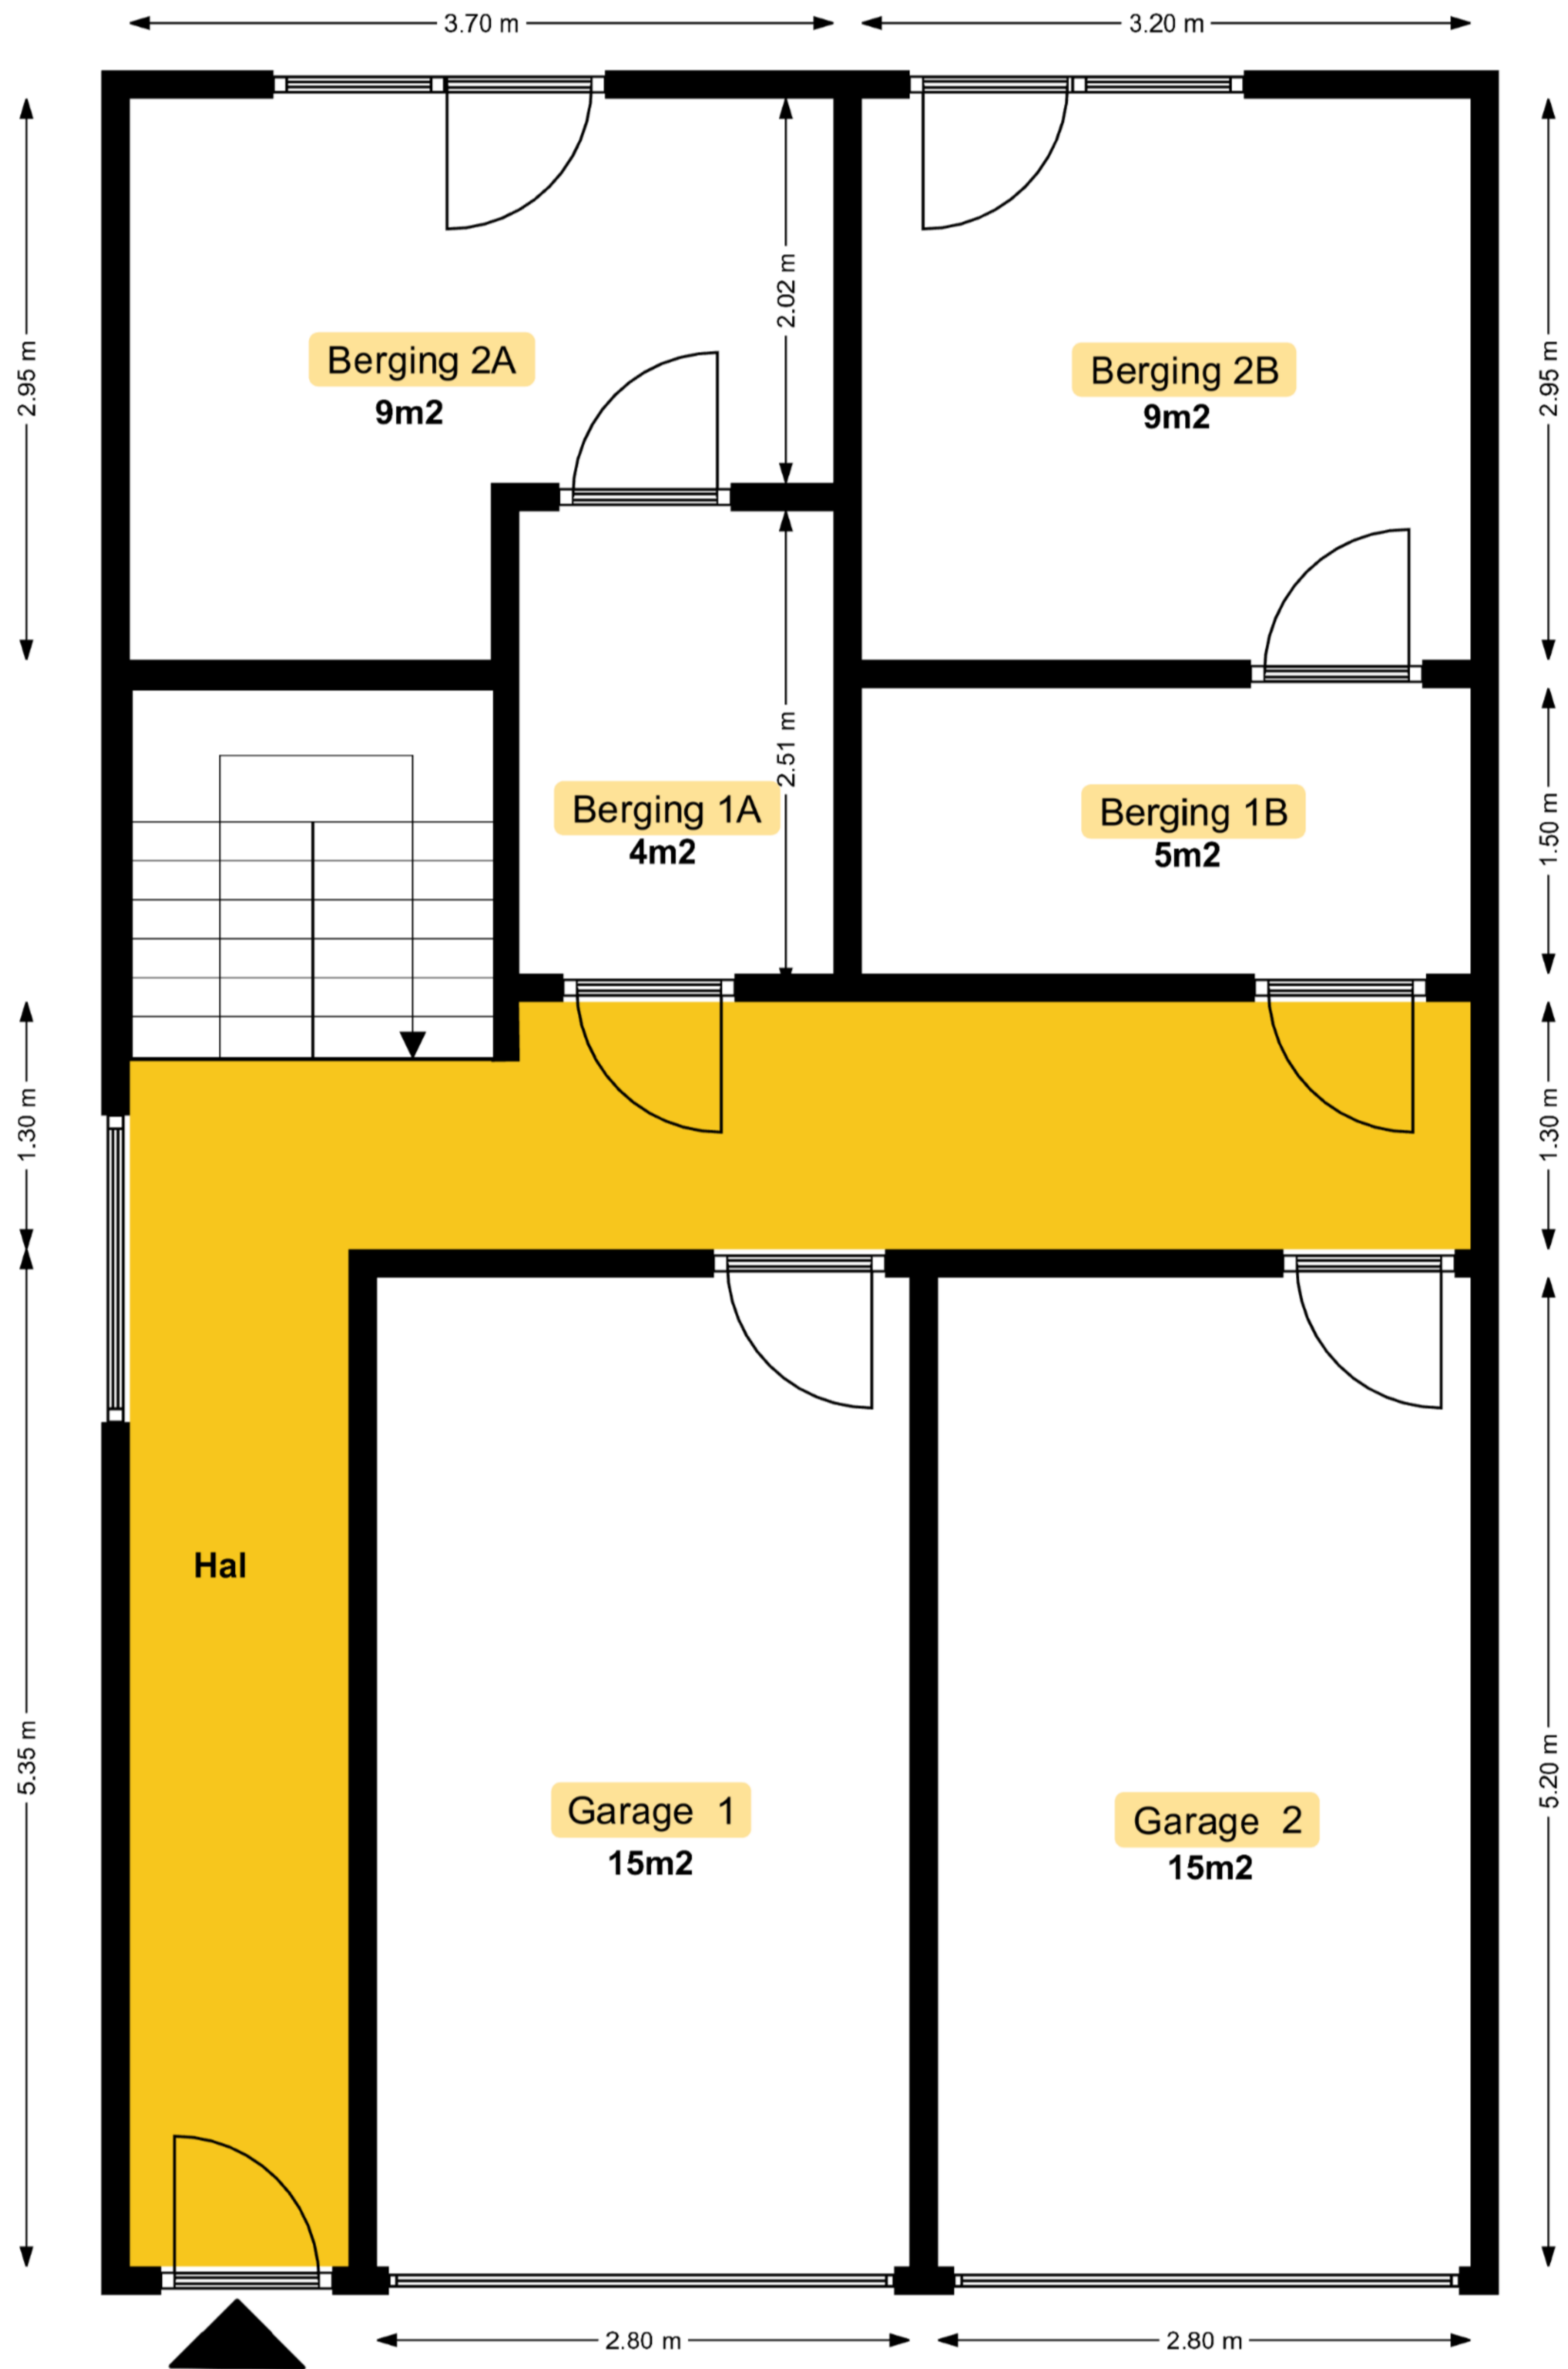 3.70 m
3.20 m
2.95 m
2.02 m
2.95 m
Berging 2A
9m2
Berging 2B
9m2
2.51 m
Berging 1A
4m2
Berging 1B
5m2
1.50 m
1.30 m
1.30 m
Hal
5.35 m
5.20 m
Garage 1
15m2
Garage 2
15m2
2.80 m
2.80 m